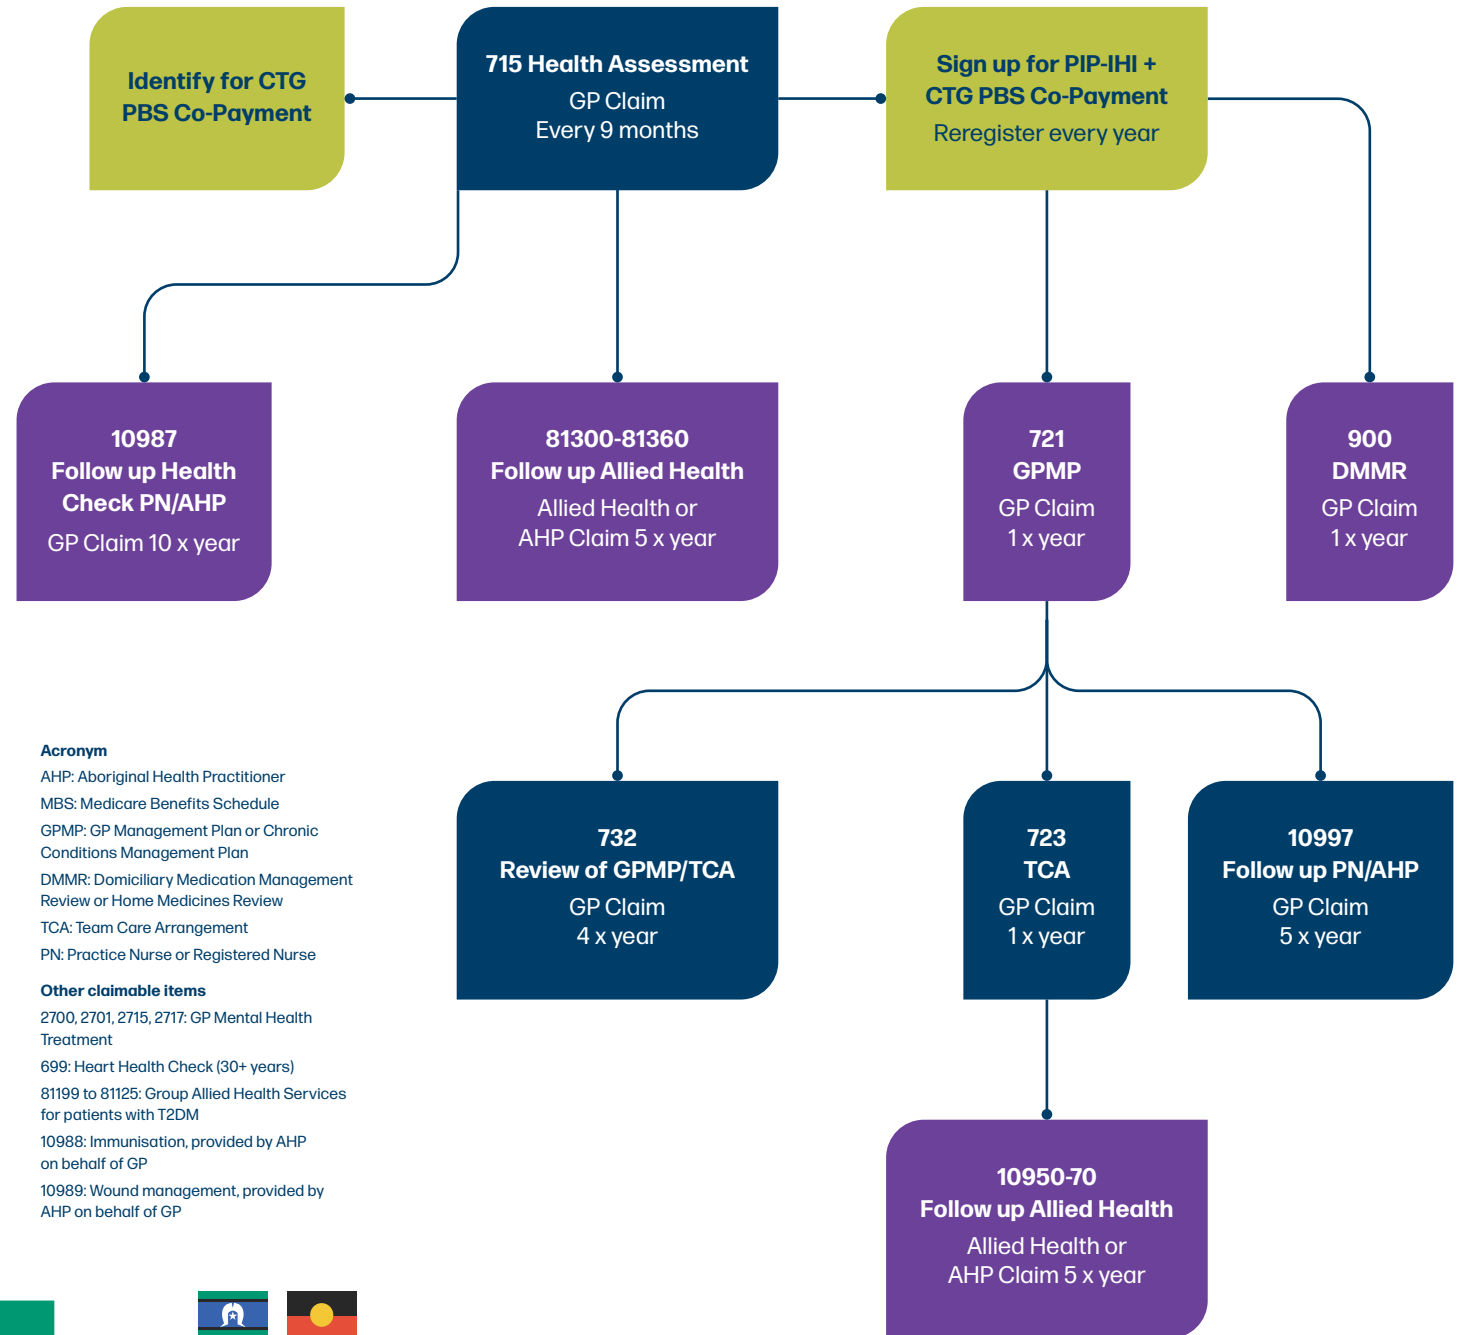 Identify for CTG
PBS Co-Payment
715 Health Assessment
GP Claim
Every 9 months
Sign up for PIP-IHI +
CTG PBS Co-Payment
Reregister every year
10987
Follow up Health
Check PN/AHP
GP Claim 10 x year
81300-81360
Follow up Allied Health
Allied Health or
AHP Claim 5 x year
721
GPMP
GP Claim
1 x year
900
DMMR
GP Claim
1 x year
732
Review of GPMP/TCA
GP Claim
4 x year
723
TCA
GP Claim
1 x year
10997
Follow up PN/AHP
GP Claim
5 x year
10950-70
Follow up Allied Health
Allied Health or
AHP Claim 5 x year
Acronym
AHP: Aboriginal Health Practitioner
MBS: Medicare Benefits Schedule
GPMP: GP Management Plan or Chronic
Conditions Management Plan
DMMR: Domiciliary Medication Management
Review or Home Medicines Review
TCA: Team Care Arrangement
PN: Practice Nurse or Registered Nurse
Other claimable items
2700, 2701, 2715, 2717: GP Mental Health
Treatment
699: Heart Health Check (30+ years)
81199 to 81125: Group Allied Health Services
for patients with T2DM
10988: Immunisation, provided by AHP
on behalf of GP
10989: Wound management, provided by
AHP on behalf of GP